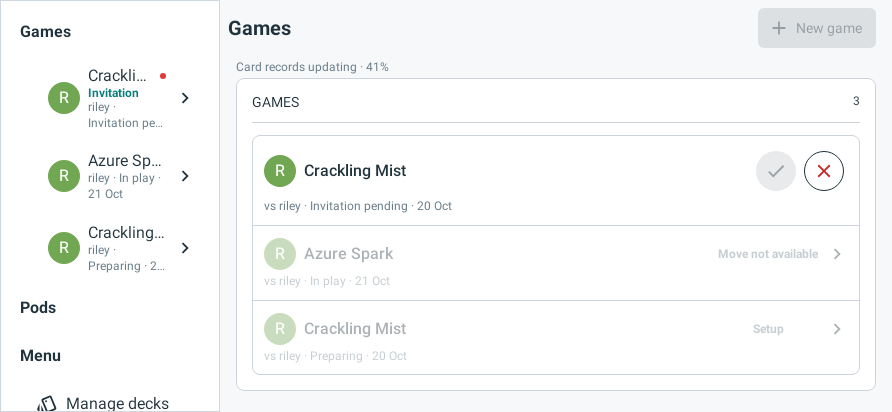 Games
R
Crackli…
Invitation
riley ·
Invitation pe…
R
Azure Sp…
riley · In play ·
21 Oct
R
Crackling…
riley ·
Preparing · 2…
Pods
Menu
Manage decks
Games
New game
Card records updating · 41%
GAMES
3
R
Crackling Mist
vs riley · Invitation pending · 20 Oct
R
Azure Spark
Move not available
vs riley · In play · 21 Oct
R
Crackling Mist
Setup
vs riley · Preparing · 20 Oct